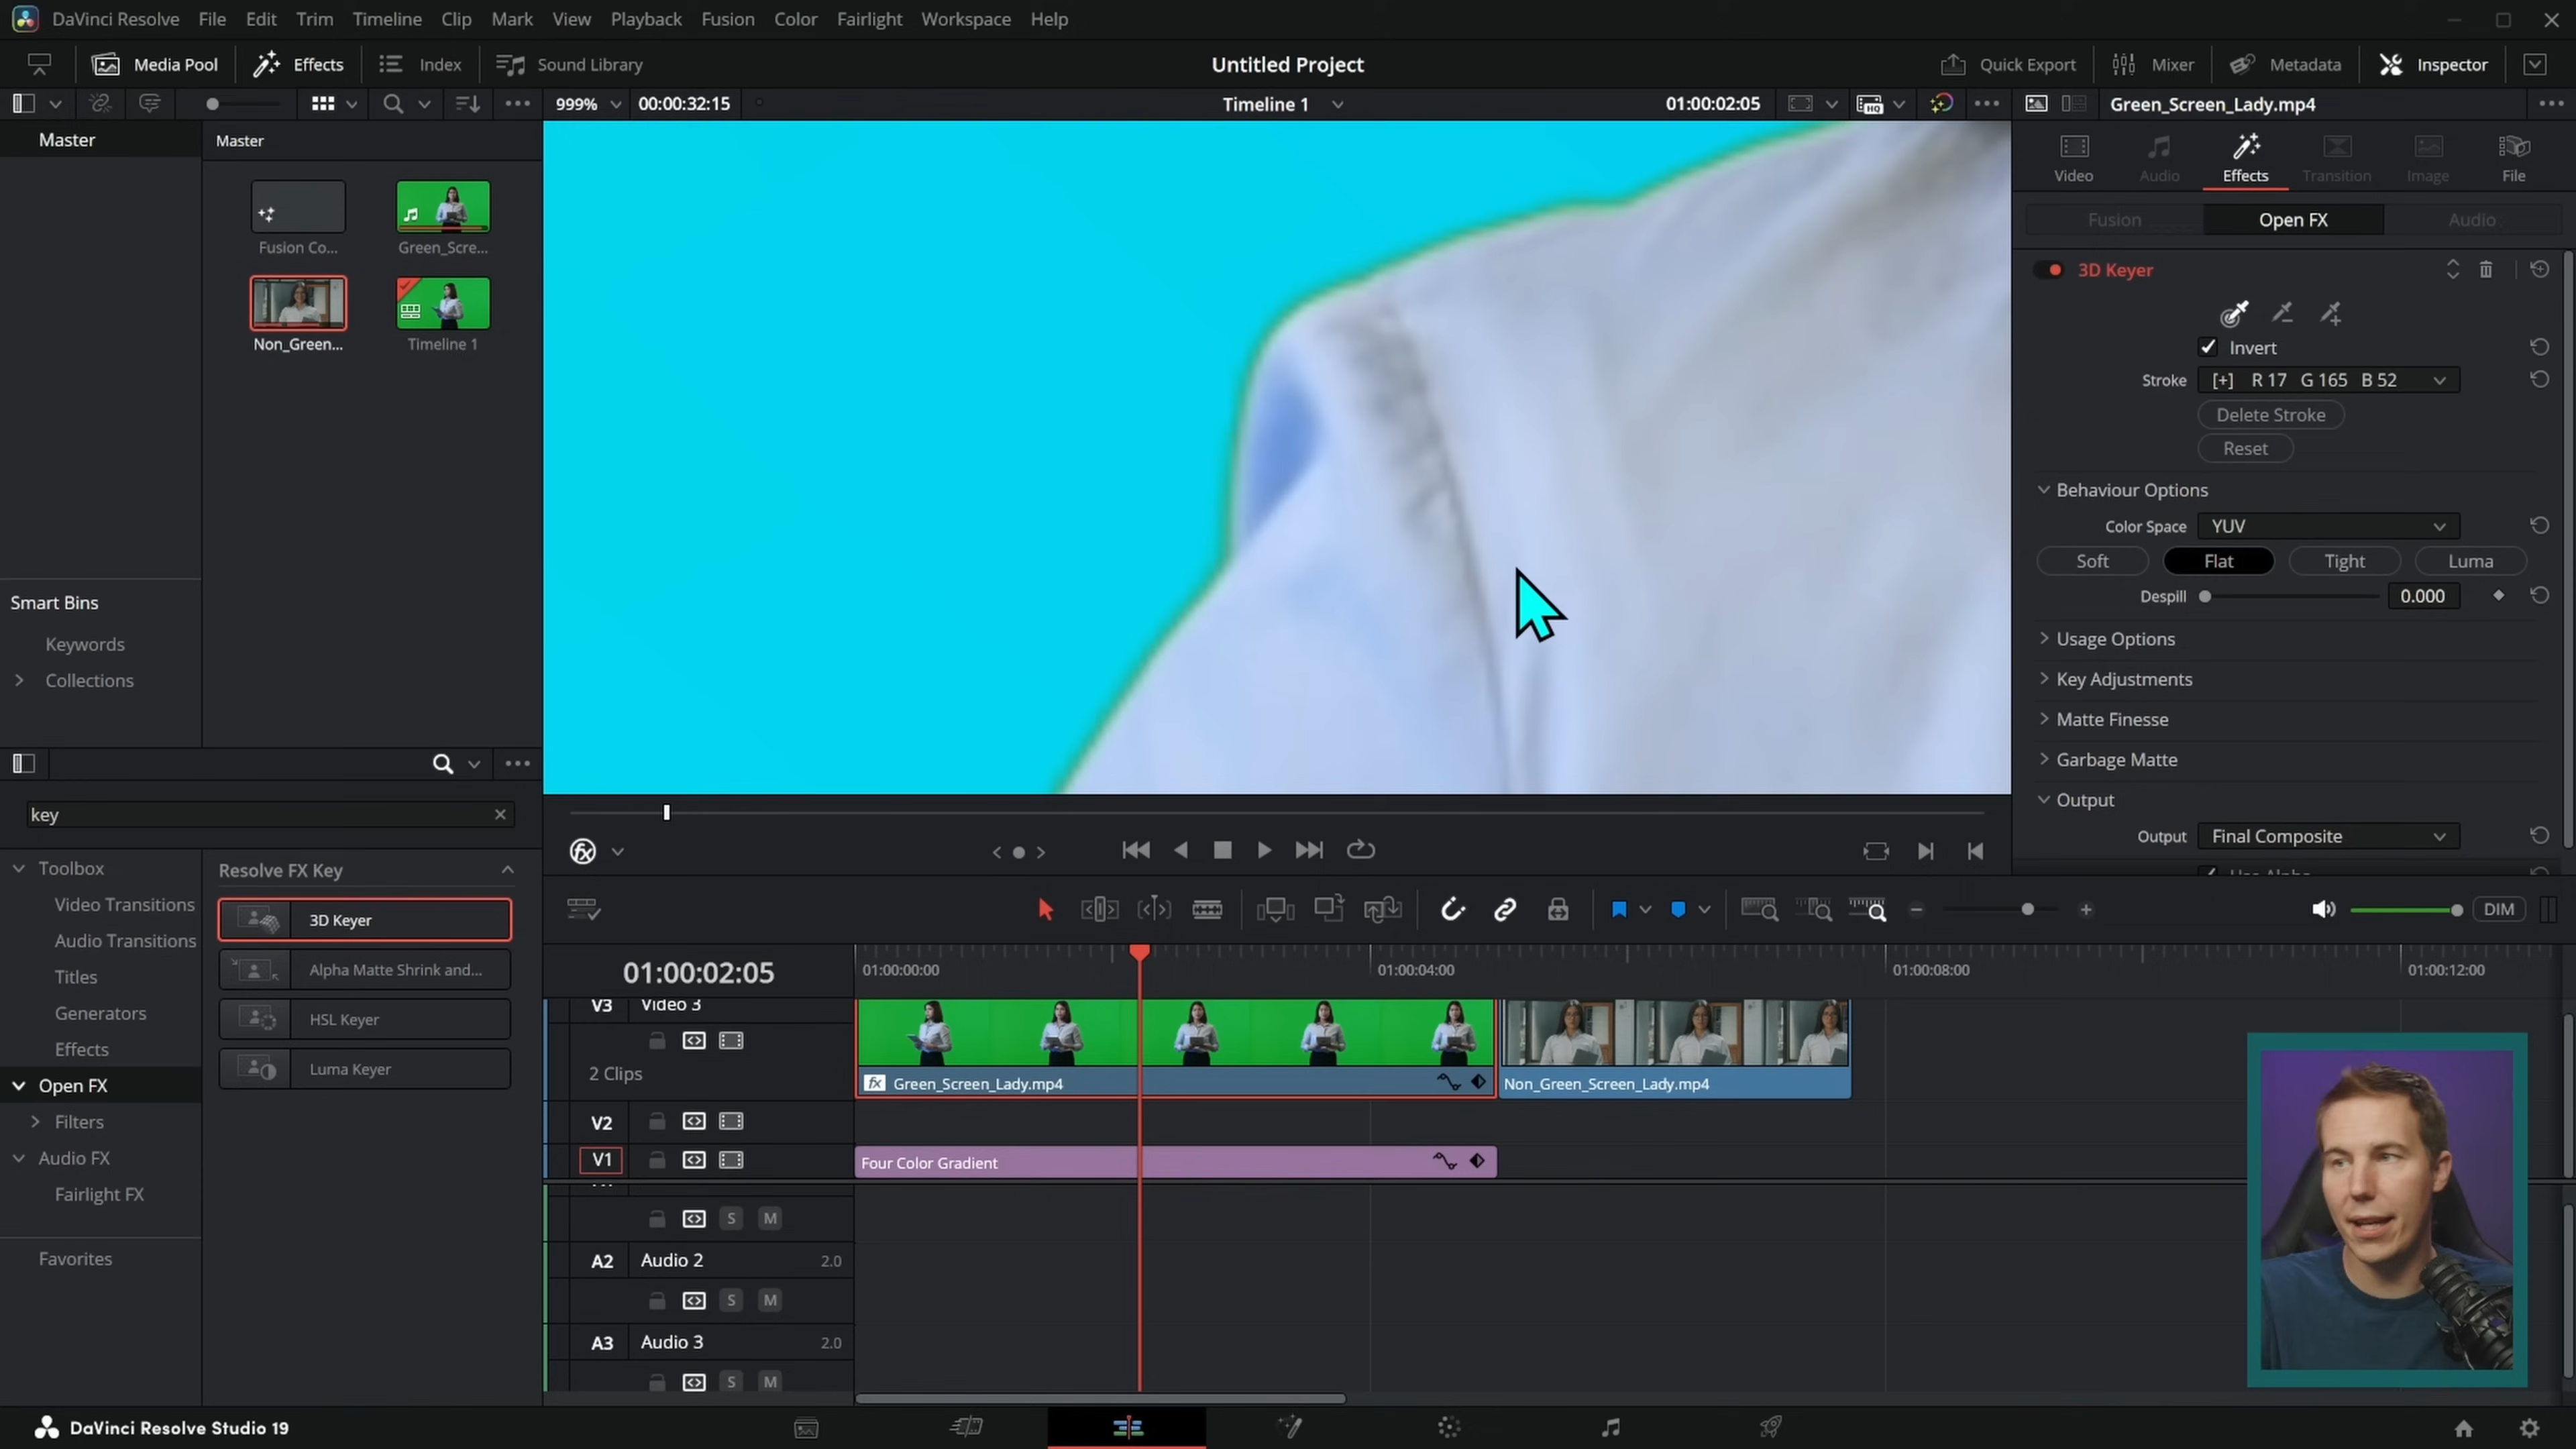 DaVinci Resolve File Edit Trim Timeline Clip Mark View Playback Fusion Color Fairlight Workspace Help
Media Pool Effects Index Sound Library Untitled Project Quick Export Mixer Metadata Inspector
999% 00:00:32:15 Timeline 1 01:00:02:05 Green_Screen_Lady.mp4
Master
Master
Fusion Co...
Green_Scre...
Non_Green...
Timeline 1
Smart Bins
Keywords
Collections
Video Audio Effects Transition Image File
Fusion Open FX Audio
3D Keyer
Invert
Stroke [+] R 17 G 165 B 52
Delete Stroke
Reset
Behaviour Options
Color Space YUV
Soft Flat Tight Luma
Despill 0.000
Usage Options
Key Adjustments
Matte Finesse
Garbage Matte
Output
Output Final Composite
Use Alpha
key
Toolbox
Video Transitions
Audio Transitions
Titles
Generators
Effects
Open FX
Filters
Audio FX
Fairlight FX
Favorites
Resolve FX Key
3D Keyer
Alpha Matte Shrink and...
HSL Keyer
Luma Keyer
fx
DIM
01:00:02:05
01:00:00:00 01:00:04:00 01:00:08:00 01:00:12:00
V3 Video 3
2 Clips
fx Green_Screen_Lady.mp4
Non_Green_Screen_Lady.mp4
V2
V1
Four Color Gradient
S M
A2 Audio 2 2.0
S M
A3 Audio 3 2.0
S M
DaVinci Resolve Studio 19